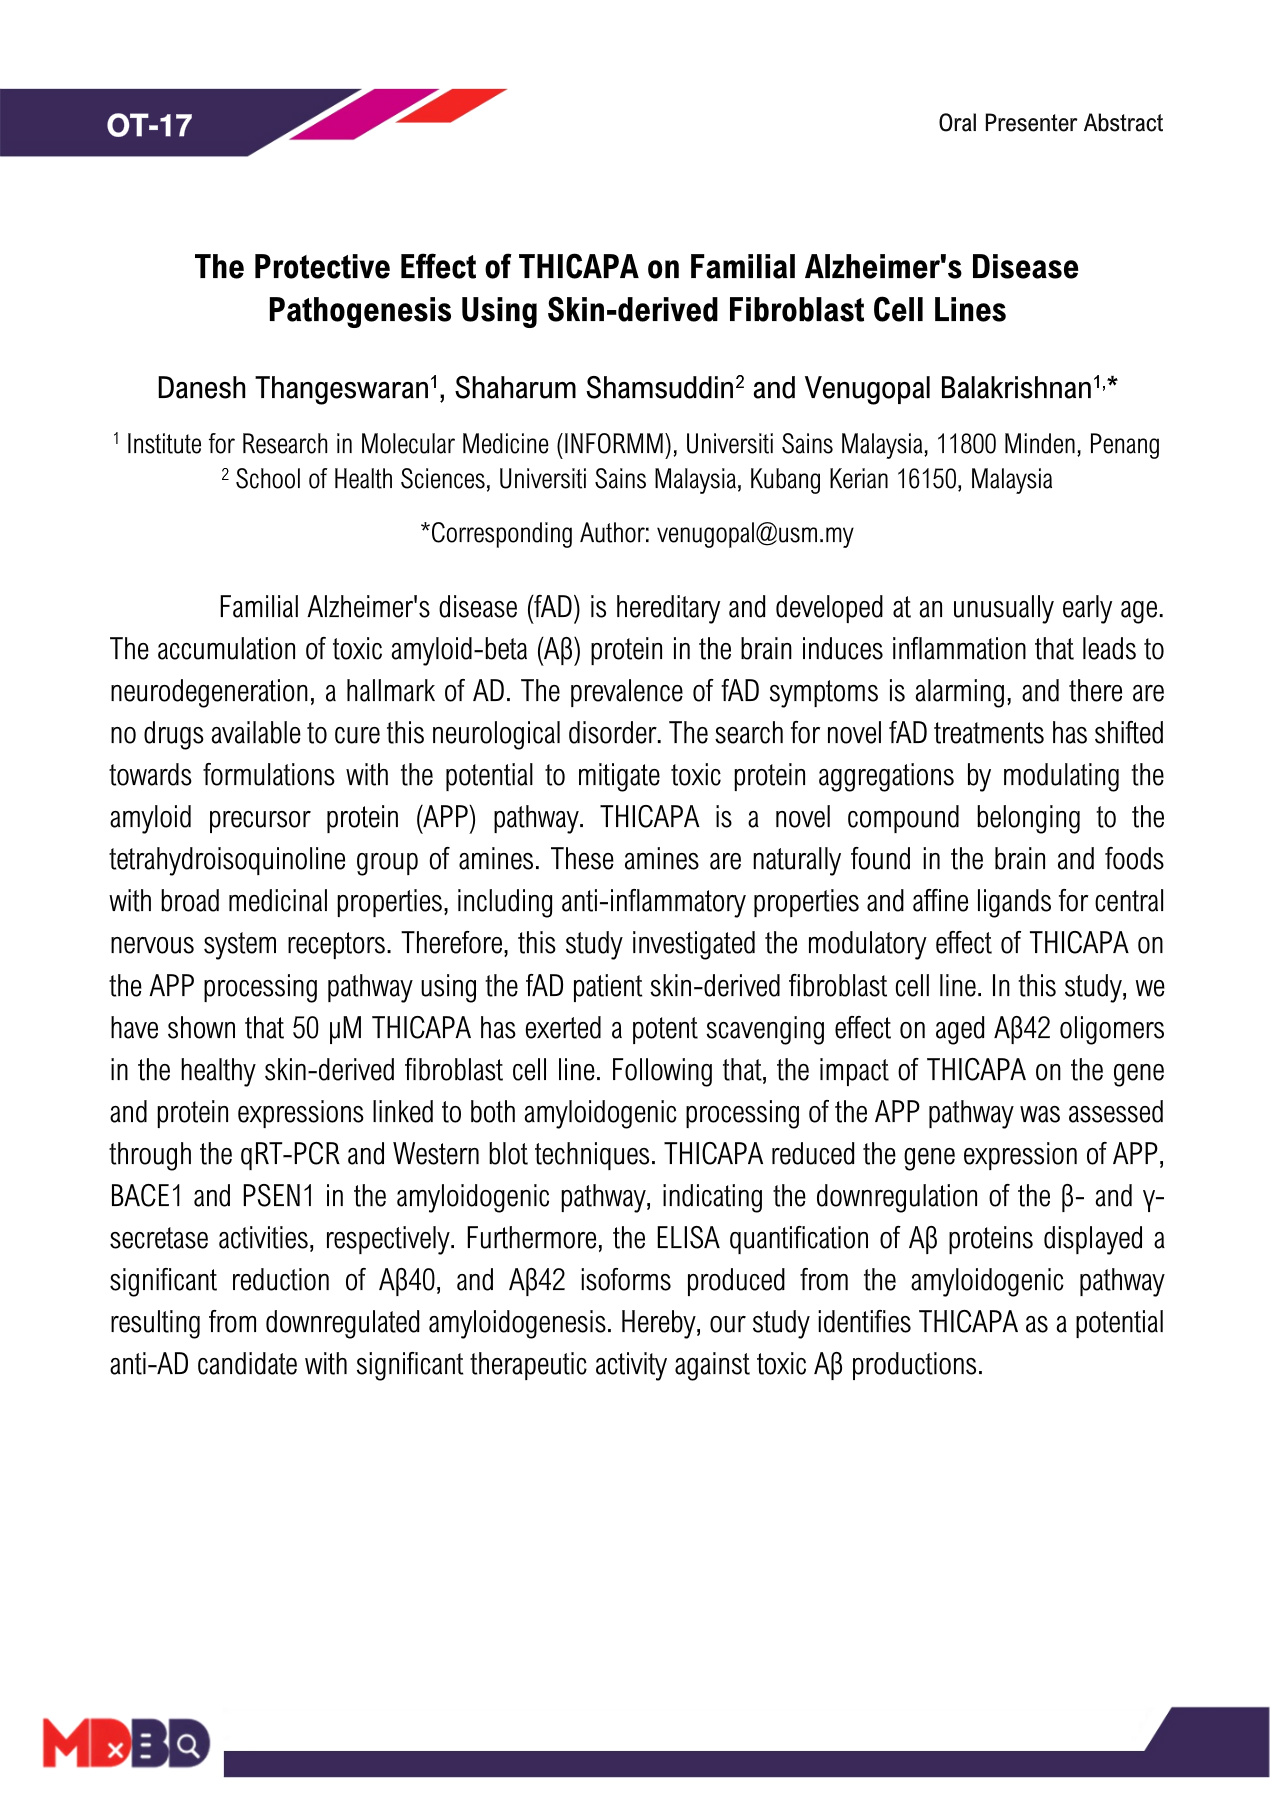 OT-17
Oral Presenter Abstract
The Protective Effect of THICAPA on Familial Alzheimer's Disease
Pathogenesis Using Skin-derived Fibroblast Cell Lines
Danesh Thangeswaran¹, Shaharum Shamsuddin² and Venugopal Balakrishnan¹,*
¹ Institute for Research in Molecular Medicine (INFORMM), Universiti Sains Malaysia, 11800 Minden, Penang
² School of Health Sciences, Universiti Sains Malaysia, Kubang Kerian 16150, Malaysia
*Corresponding Author: venugopal@usm.my
Familial Alzheimer's disease (fAD) is hereditary and developed at an unusually early age.
The accumulation of toxic amyloid-beta (Aβ) protein in the brain induces inflammation that leads to
neurodegeneration, a hallmark of AD. The prevalence of fAD symptoms is alarming, and there are
no drugs available to cure this neurological disorder. The search for novel fAD treatments has shifted
towards formulations with the potential to mitigate toxic protein aggregations by modulating the
amyloid precursor protein (APP) pathway. THICAPA is a novel compound belonging to the
tetrahydroisoquinoline group of amines. These amines are naturally found in the brain and foods
with broad medicinal properties, including anti-inflammatory properties and affine ligands for central
nervous system receptors. Therefore, this study investigated the modulatory effect of THICAPA on
the APP processing pathway using the fAD patient skin-derived fibroblast cell line. In this study, we
have shown that 50 µM THICAPA has exerted a potent scavenging effect on aged Aβ42 oligomers
in the healthy skin-derived fibroblast cell line. Following that, the impact of THICAPA on the gene
and protein expressions linked to both amyloidogenic processing of the APP pathway was assessed
through the qRT-PCR and Western blot techniques. THICAPA reduced the gene expression of APP,
BACE1 and PSEN1 in the amyloidogenic pathway, indicating the downregulation of the β- and γ-
secretase activities, respectively. Furthermore, the ELISA quantification of Aβ proteins displayed a
significant reduction of Aβ40, and Aβ42 isoforms produced from the amyloidogenic pathway
resulting from downregulated amyloidogenesis. Hereby, our study identifies THICAPA as a potential
anti-AD candidate with significant therapeutic activity against toxic Aβ productions.
MDxBD